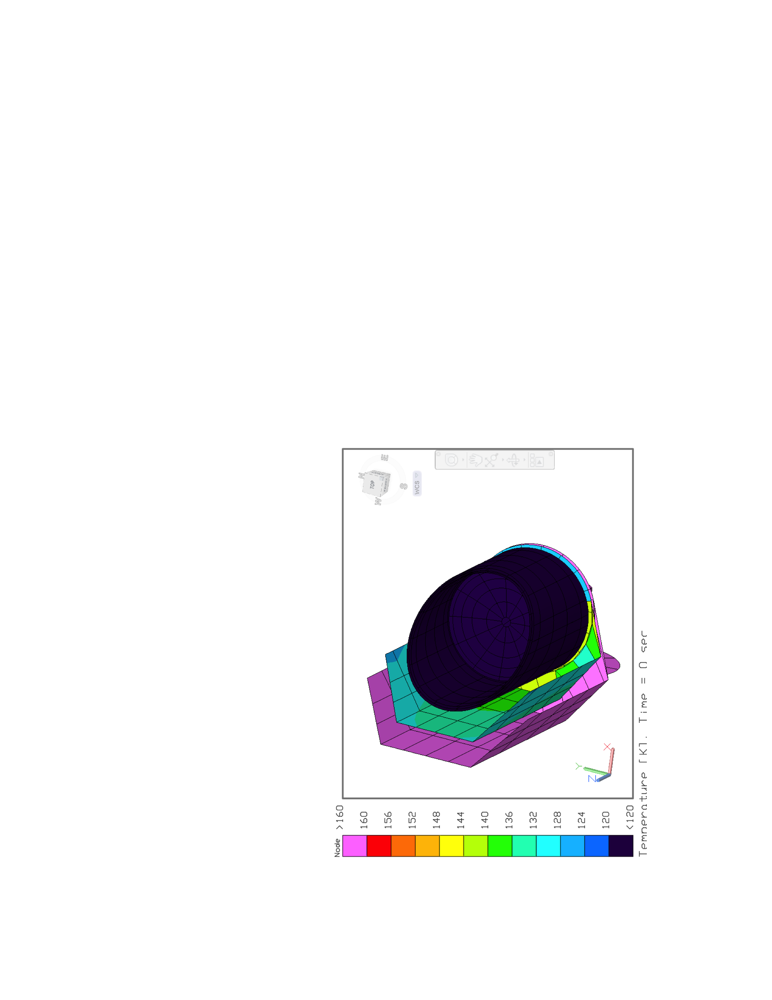 Node
>160
160
156
152
148
144
140
136
132
128
124
120
<120
Temperature [K], Time = 0 sec
N
E
TOP
W
S
WCS
X
Y
Z